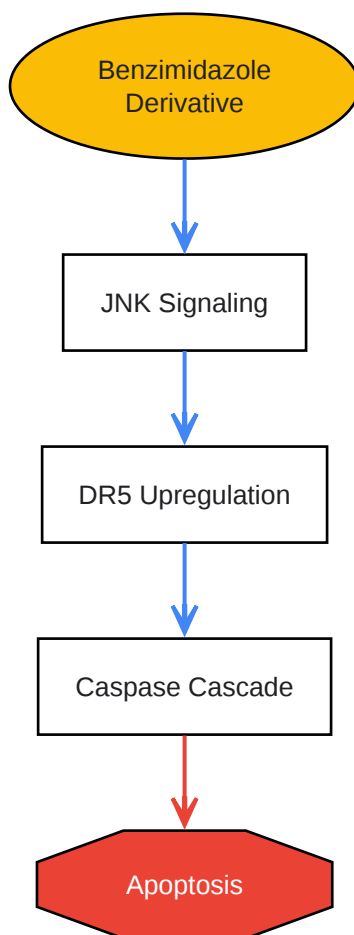 Benzimidazole
Derivative
JNK Signaling
DR5 Upregulation
Caspase Cascade
Apoptosis